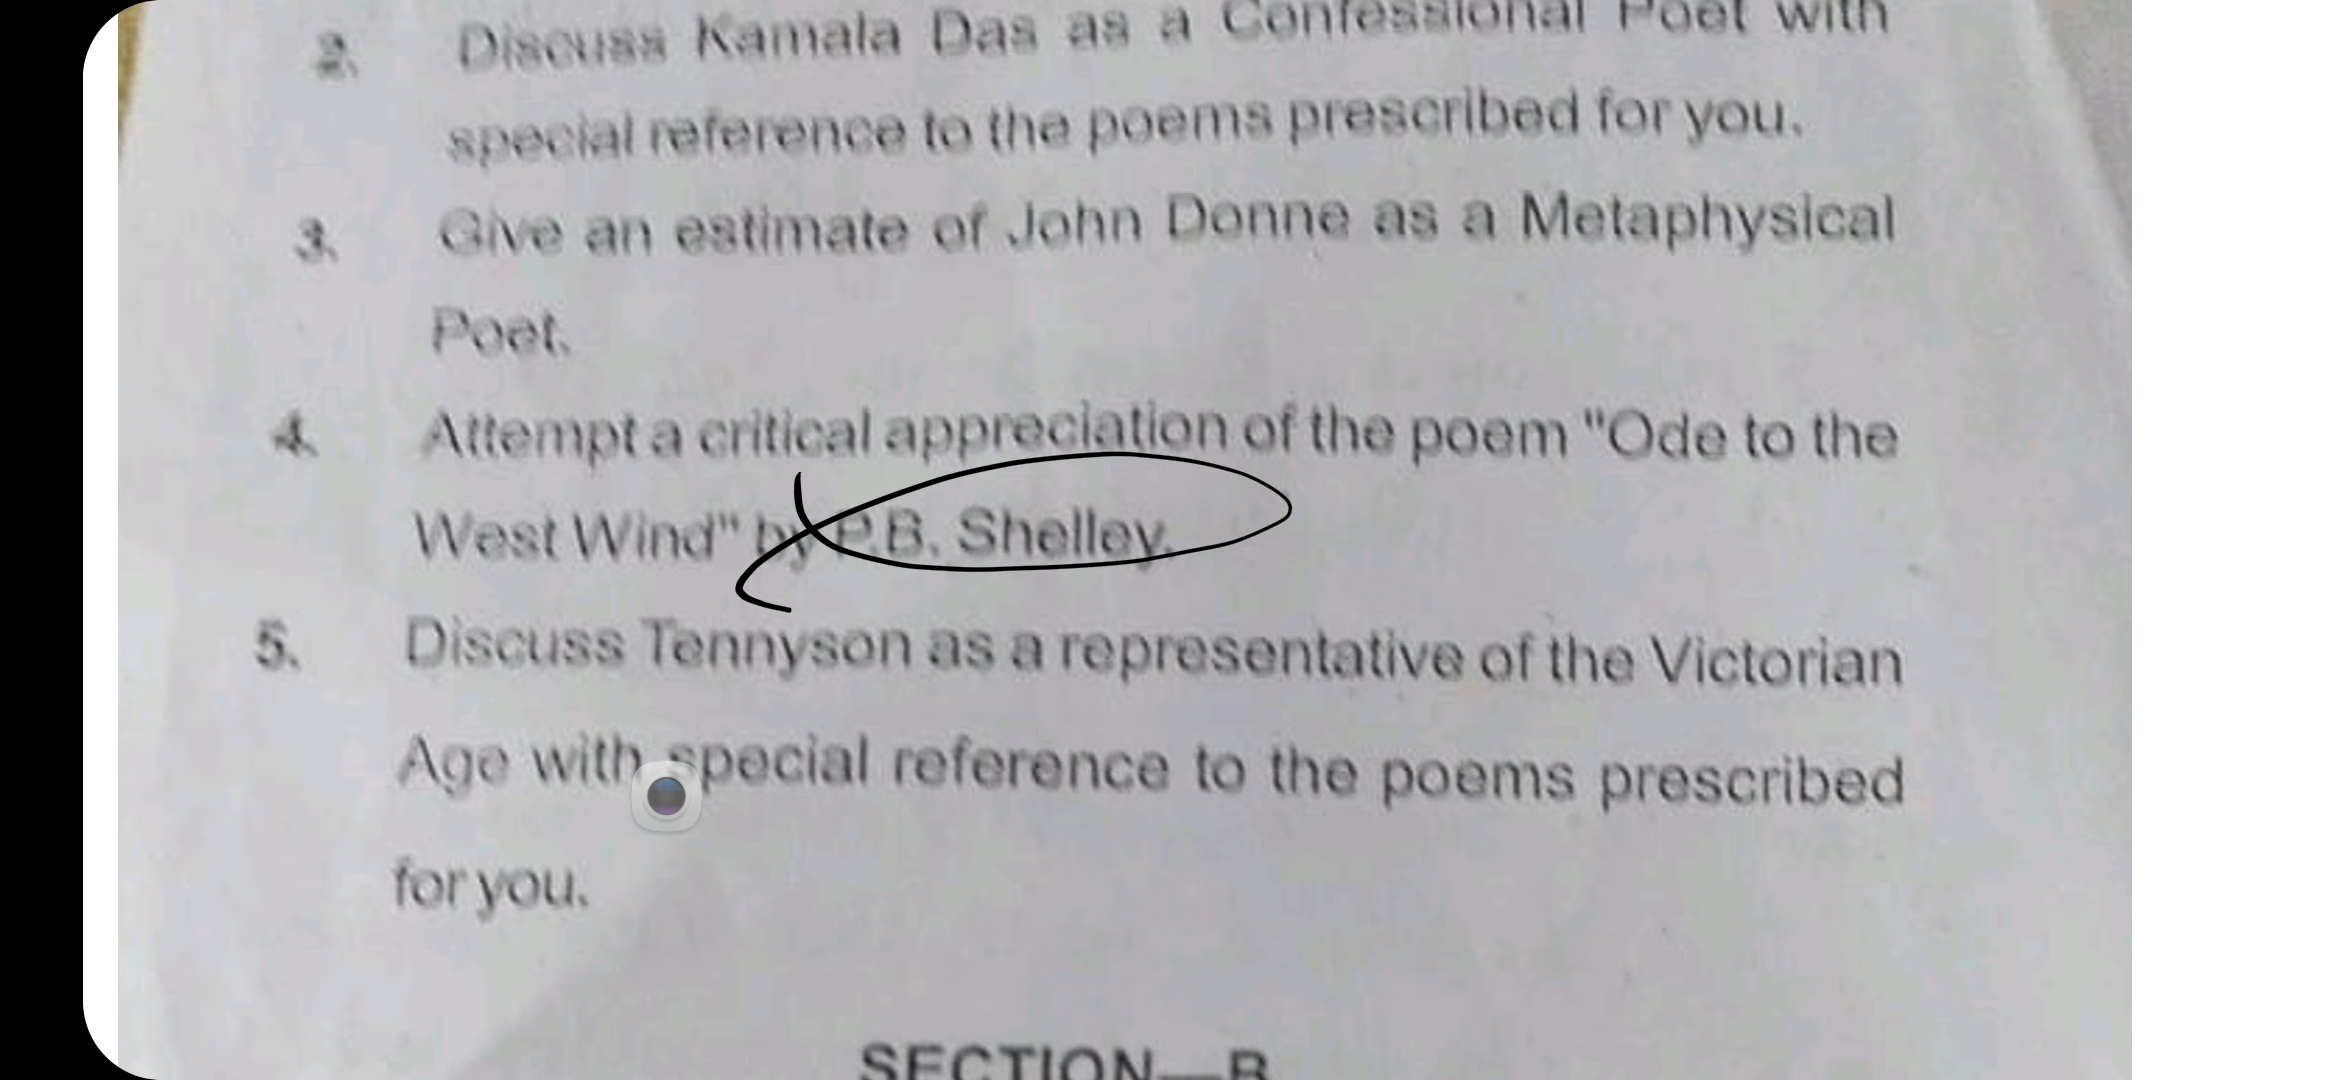 2. Discuss Kamala Das as a Confessional Poet with
special reference to the poems prescribed for you.
3. Give an estimate of John Donne as a Metaphysical
Poet.
4. Attempt a critical appreciation of the poem "Ode to the
West Wind" by P.B. Shelley.
5. Discuss Tennyson as a representative of the Victorian
Age with special reference to the poems prescribed
for you.
SECTION—B